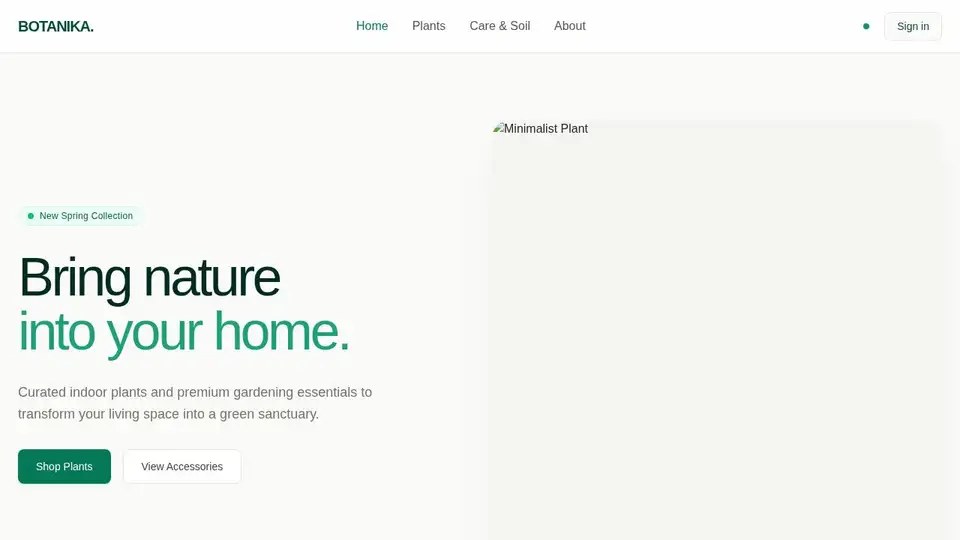 BOTANIKA.
Home
Plants
Care & Soil
About
Sign in
Minimalist Plant
New Spring Collection
Bring nature
into your home.
Curated indoor plants and premium gardening essentials to
transform your living space into a green sanctuary.
Shop Plants
View Accessories